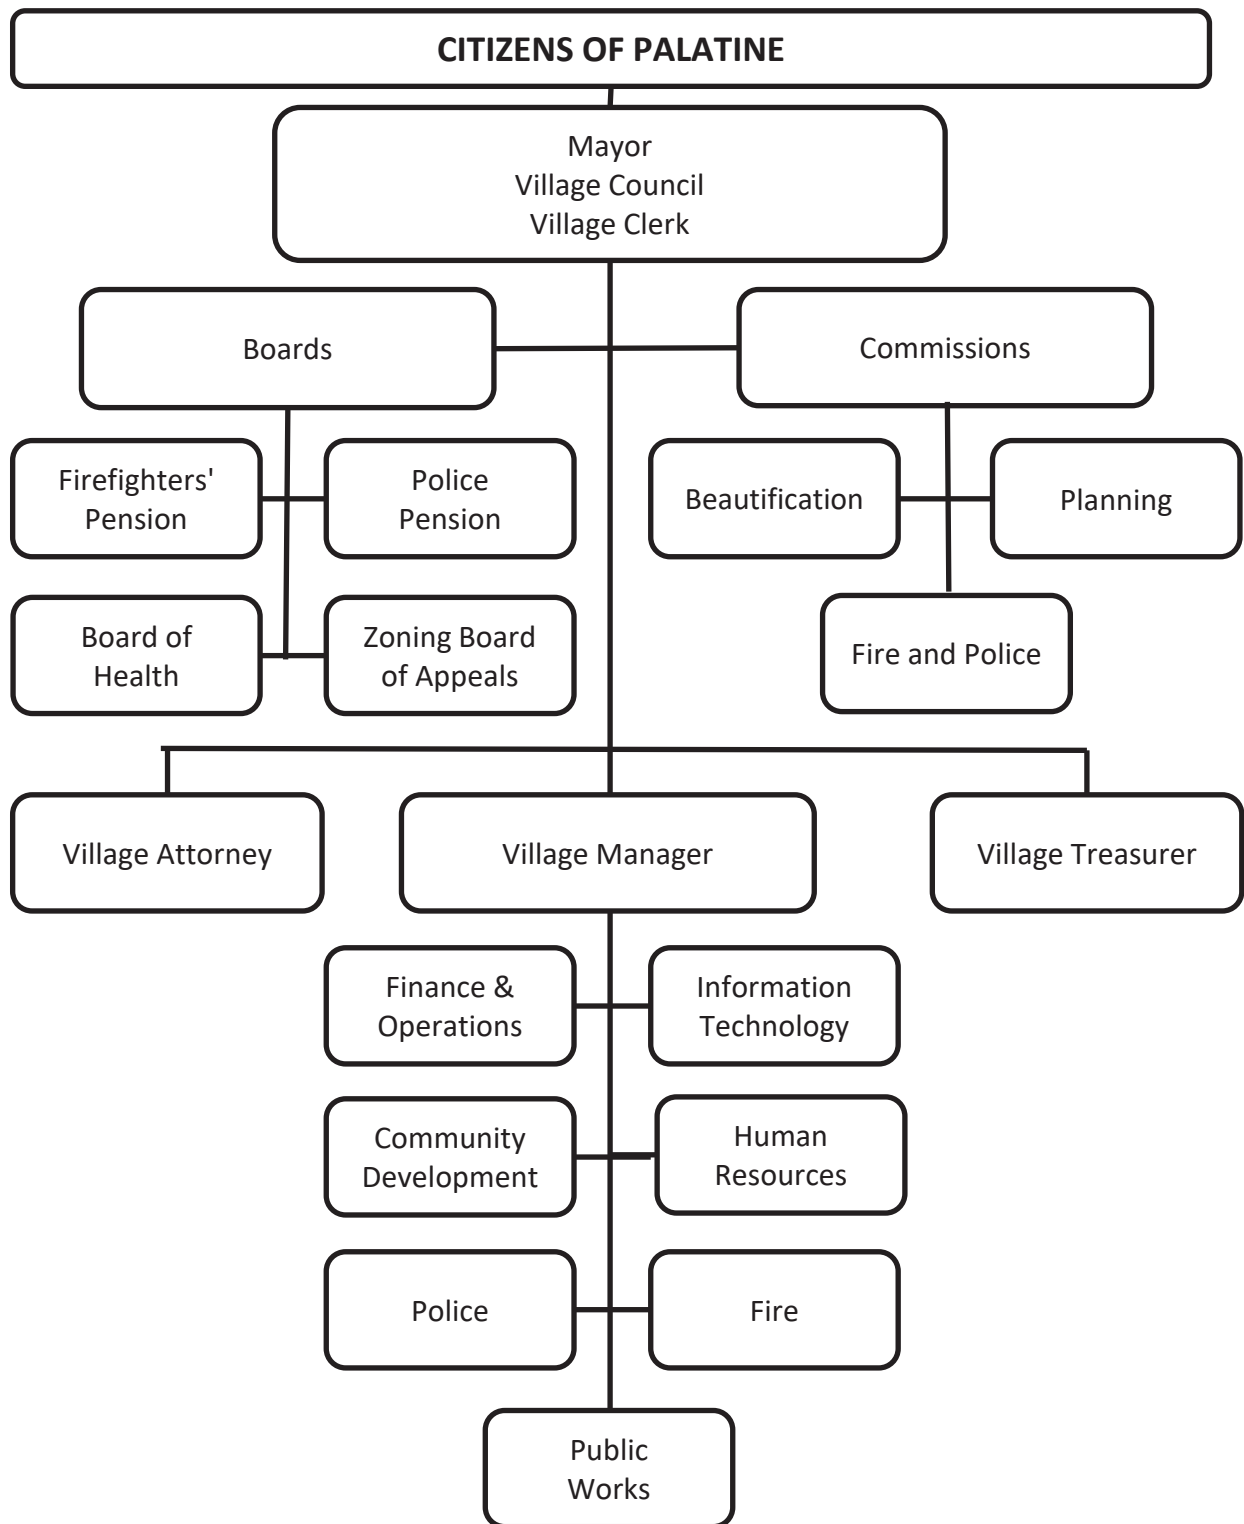 CITIZENS OF PALATINE
Mayor
Village Council
Village Clerk
Boards
Commissions
Firefighters'
Pension
Police
Pension
Beautification
Planning
Board of
Health
Zoning Board
of Appeals
Fire and Police
Village Attorney
Village Manager
Village Treasurer
Finance &
Operations
Information
Technology
Community
Development
Human
Resources
Police
Fire
Public
Works